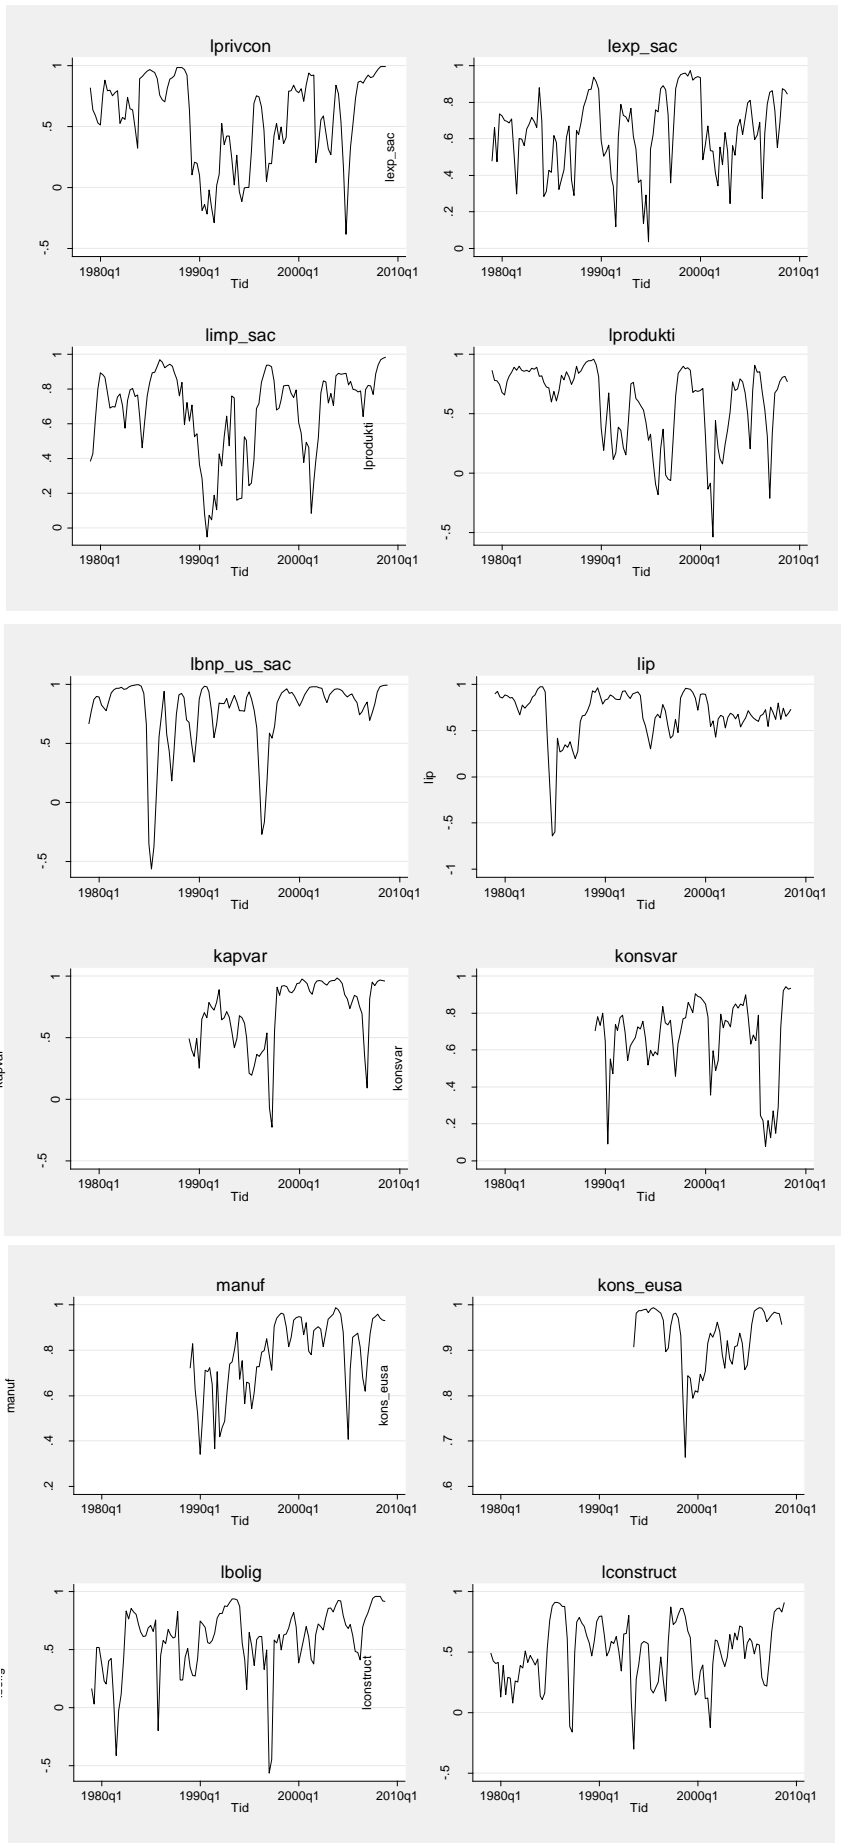 lprivcon
1
.5
0
-.5
1980q1 1990q1 2000q1 2010q1
Tid
lexp_sac
lexp_sac
1
.8
.6
.4
.2
0
1980q1 1990q1 2000q1 2010q1
Tid
limp_sac
1
.8
.6
.4
.2
0
1980q1 1990q1 2000q1 2010q1
Tid
lprodukti
lprodukti
1
.5
0
-.5
1980q1 1990q1 2000q1 2010q1
Tid
lbnp_us_sac
1
.5
0
-.5
1980q1 1990q1 2000q1 2010q1
Tid
lip
lip
1
.5
0
-.5
-1
1980q1 1990q1 2000q1 2010q1
Tid
kapvar
1
.5
0
-.5
1980q1 1990q1 2000q1 2010q1
Tid
konsvar
konsvar
1
.8
.6
.4
.2
0
1980q1 1990q1 2000q1 2010q1
Tid
manuf
manuf
1
.8
.6
.4
.2
1980q1 1990q1 2000q1 2010q1
Tid
kons_eusa
kons_eusa
1
.9
.8
.7
.6
1980q1 1990q1 2000q1 2010q1
Tid
lbolig
1
.5
0
-.5
1980q1 1990q1 2000q1 2010q1
Tid
lconstruct
lconstruct
1
.5
0
-.5
1980q1 1990q1 2000q1 2010q1
Tid